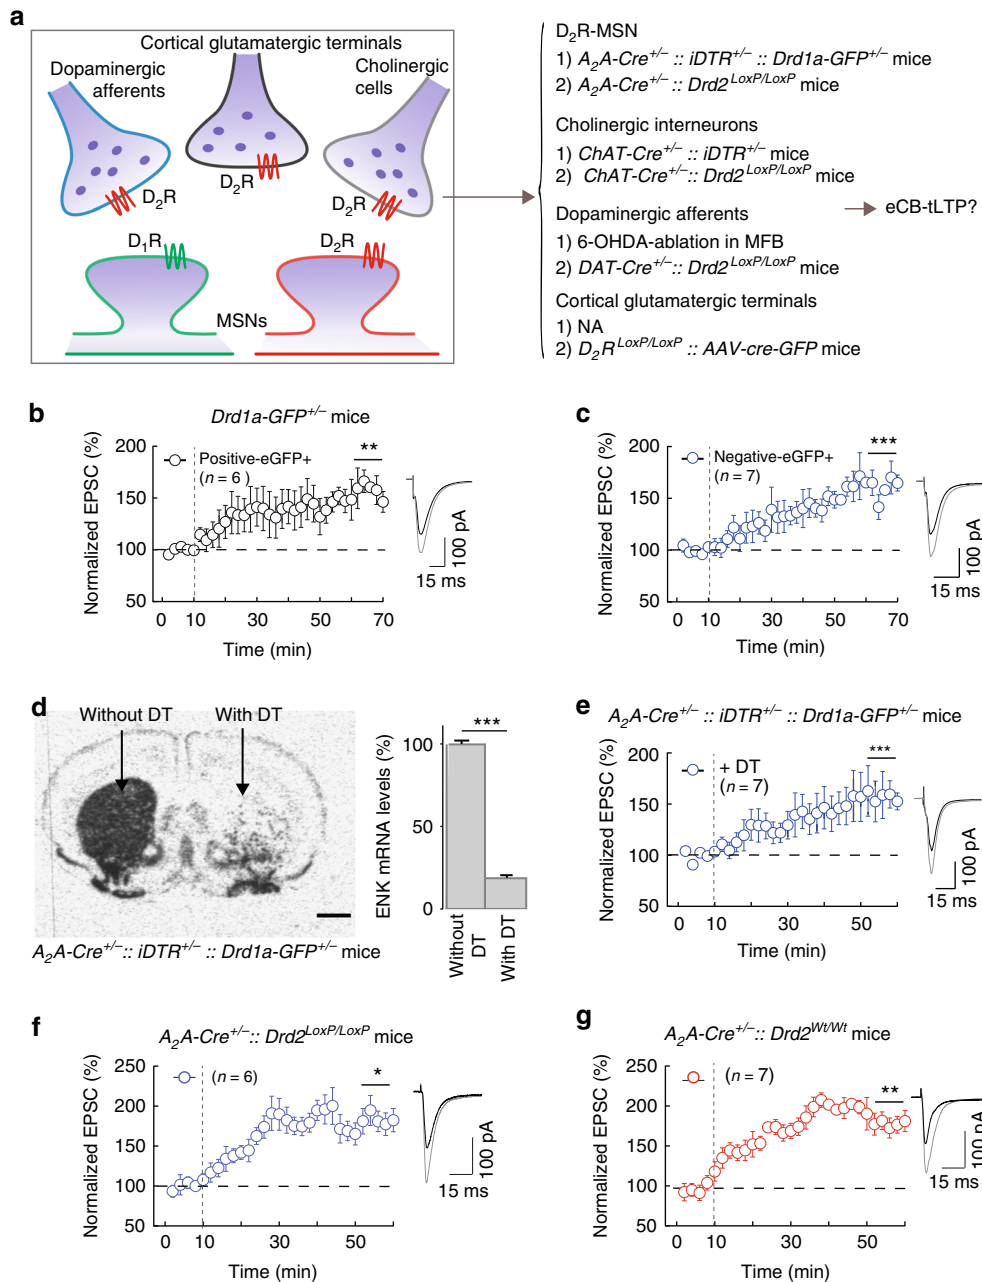 a
Cortical glutamatergic terminals
Dopaminergic
afferents
Cholinergic
cells
D2R
D2R
D2R
D1R
D2R
MSNs
D2R-MSN
1) A2A-Cre+/– :: iDTR+/– :: Drd1a-GFP+/– mice
2) A2A-Cre+/– :: Drd2LoxP/LoxP mice
Cholinergic interneurons
1) ChAT-Cre+/– :: iDTR+/– mice
2) ChAT-Cre+/–:: Drd2LoxP/LoxP mice
Dopaminergic afferents
1) 6-OHDA-ablation in MFB
2) DAT-Cre+/–:: Drd2LoxP/LoxP mice
Cortical glutamatergic terminals
1) NA
2) D2RLoxP/LoxP :: AAV-cre-GFP mice
eCB-tLTP?
b
Drd1a-GFP+/– mice
Normalized EPSC (%)
200
150
100
50
Positive-eGFP+
(n = 6 )
**
0 10 30 50 70
Time (min)
100 pA
15 ms
c
Normalized EPSC (%)
200
150
100
50
Negative-eGFP+
(n = 7)
***
0 10 30 50 70
Time (min)
100 pA
15 ms
d
Without DT
With DT
A2A-Cre+/–:: iDTR+/– :: Drd1a-GFP+/– mice
ENK mRNA levels (%)
100
50
0
***
Without
DT
With DT
e
A2A-Cre+/– :: iDTR+/– :: Drd1a-GFP+/– mice
Normalized EPSC (%)
200
150
100
50
+ DT
(n = 7)
***
0 10 30 50
Time (min)
100 pA
15 ms
f
A2A-Cre+/–:: Drd2LoxP/LoxP mice
Normalized EPSC (%)
250
200
150
100
50
(n = 6)
*
0 10 30 50
Time (min)
100 pA
15 ms
g
A2A-Cre+/–:: Drd2Wt/Wt mice
Normalized EPSC (%)
250
200
150
100
50
(n = 7)
**
0 10 30 50
Time (min)
100 pA
15 ms